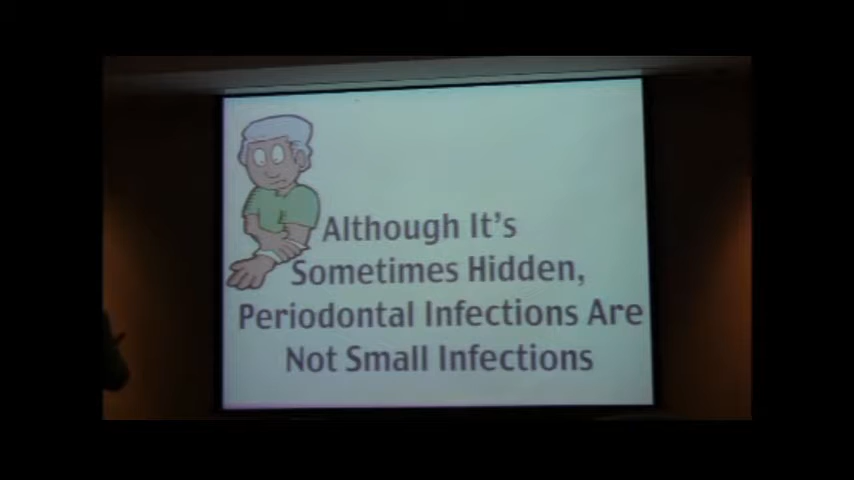 Although It's
Sometimes Hidden,
Periodontal Infections Are
Not Small Infections